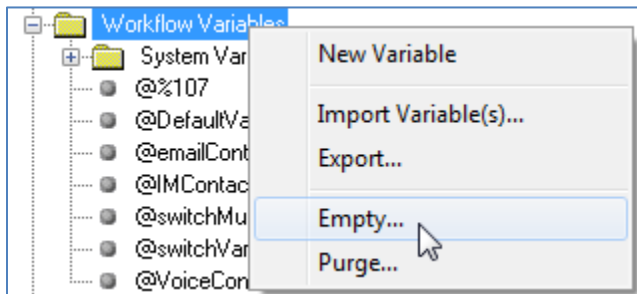 Workflow Variables
System Var
@%107
@DefaultVa
@emailCont
@IMContac
@switchMu
@switchVar
@VoiceCon
New Variable
Import Variable(s)...
Export...
Empty...
Purge...